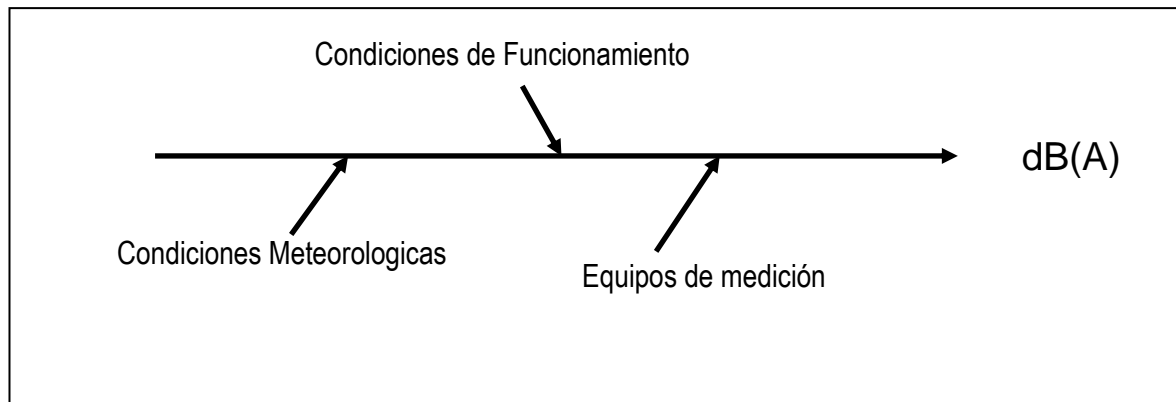 Condiciones de Funcionamiento
dB(A)
Condiciones Meteorologicas
Equipos de medición